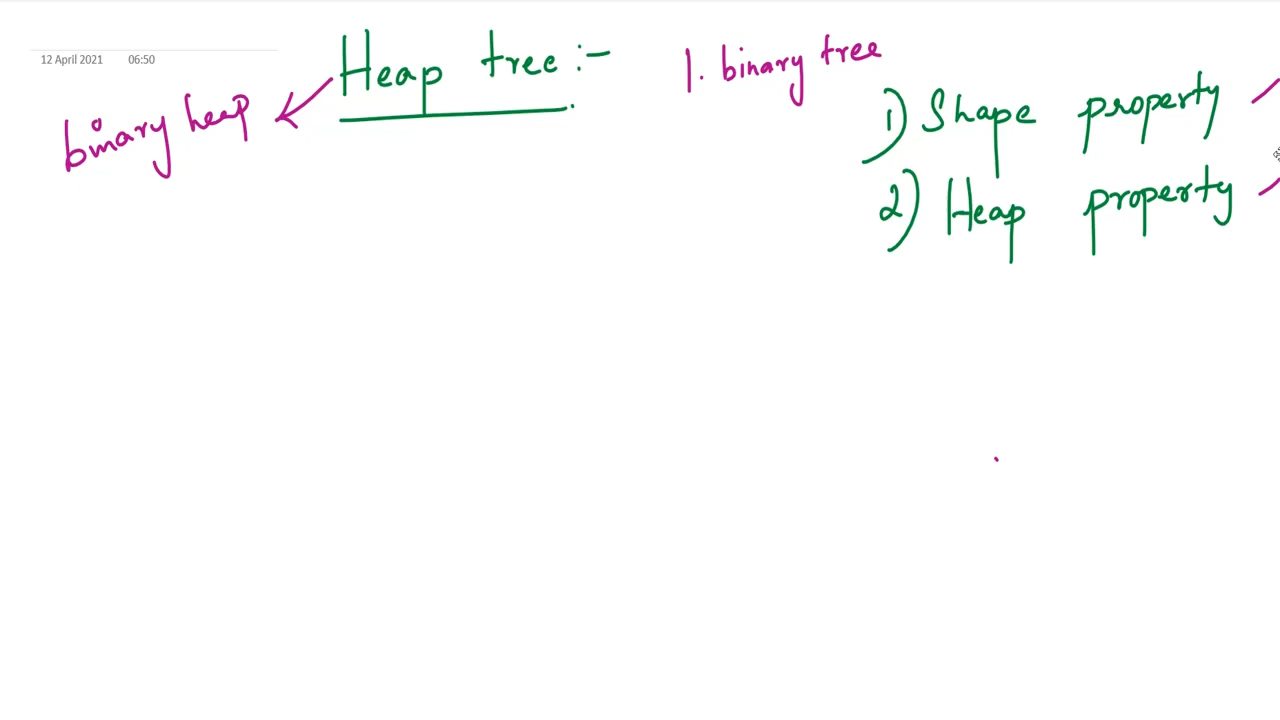 12 April 2021 06:50
Heap tree :-
binary heap
1. binary tree
1) Shape property
2) Heap property